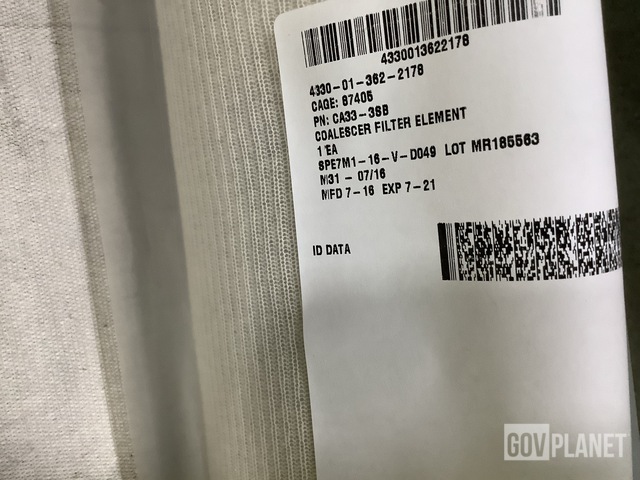 4330013622178
4330-01-362-2178
CAGE: 87405
PN: CA33-3SB
COALESCER FILTER ELEMENT
1 EA
SPE7M1-16-V-D049 LOT MR185563
M31 - 07/16
MFD 7-16 EXP 7-21
ID DATA
GOVPLANET